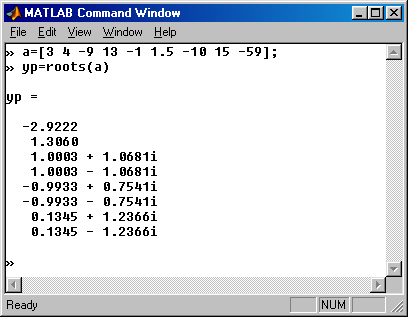 MATLAB Command Window
File Edit View Window Help
» a=[3 4 -9 13 -1 1.5 -10 15 -59];
» yp=roots(a)
yp =
-2.9222
1.3060
1.0003 + 1.0681i
1.0003 - 1.0681i
-0.9933 + 0.7541i
-0.9933 - 0.7541i
0.1345 + 1.2366i
0.1345 - 1.2366i
»
Ready NUM